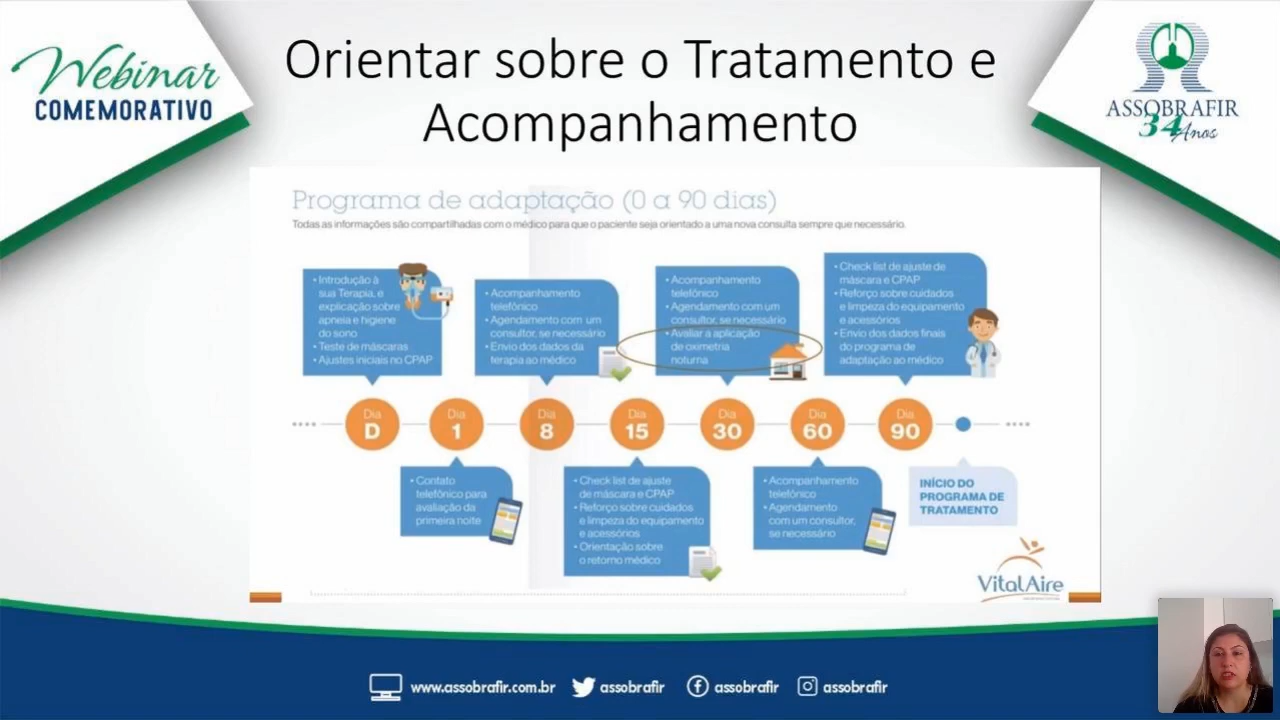 Webinar
COMEMORATIVO
Orientar sobre o Tratamento e
Acompanhamento
ASSOBRAFIR
34 Anos
Programa de adaptação (0 a 90 dias)
Todas as informações são compartilhadas com o médico para que o paciente seja orientado a uma nova consulta sempre que necessário.
• Introdução à
sua Terapia, e
explicação sobre
apneia e higiene
do sono
• Teste de máscaras
• Ajustes iniciais no CPAP
• Acompanhamento
telefônico
• Agendamento com um
consultor, se necessário
• Envio dos dados da
terapia ao médico
• Acompanhamento
telefônico
• Agendamento com um
consultor, se necessário
• Avaliar a aplicação
de oximetria
noturna
• Check list de ajuste de
máscara e CPAP
• Reforço sobre cuidados
e limpeza do equipamento
e acessórios
• Envio dos dados finais
do programa de
adaptação ao médico
Dia D
Dia 1
Dia 8
Dia 15
Dia 30
Dia 60
Dia 90
• Contato
telefônico para
avaliação da
primeira noite
• Check list de ajuste
de máscara e CPAP
• Reforço sobre cuidados
e limpeza do equipamento
e acessórios
• Orientação sobre
o retorno médico
• Acompanhamento
telefônico
• Agendamento
com um consultor,
se necessário
INÍCIO DO
PROGRAMA DE
TRATAMENTO
VitalAire
www.assobrafir.com.br
assobrafir
assobrafir
assobrafir